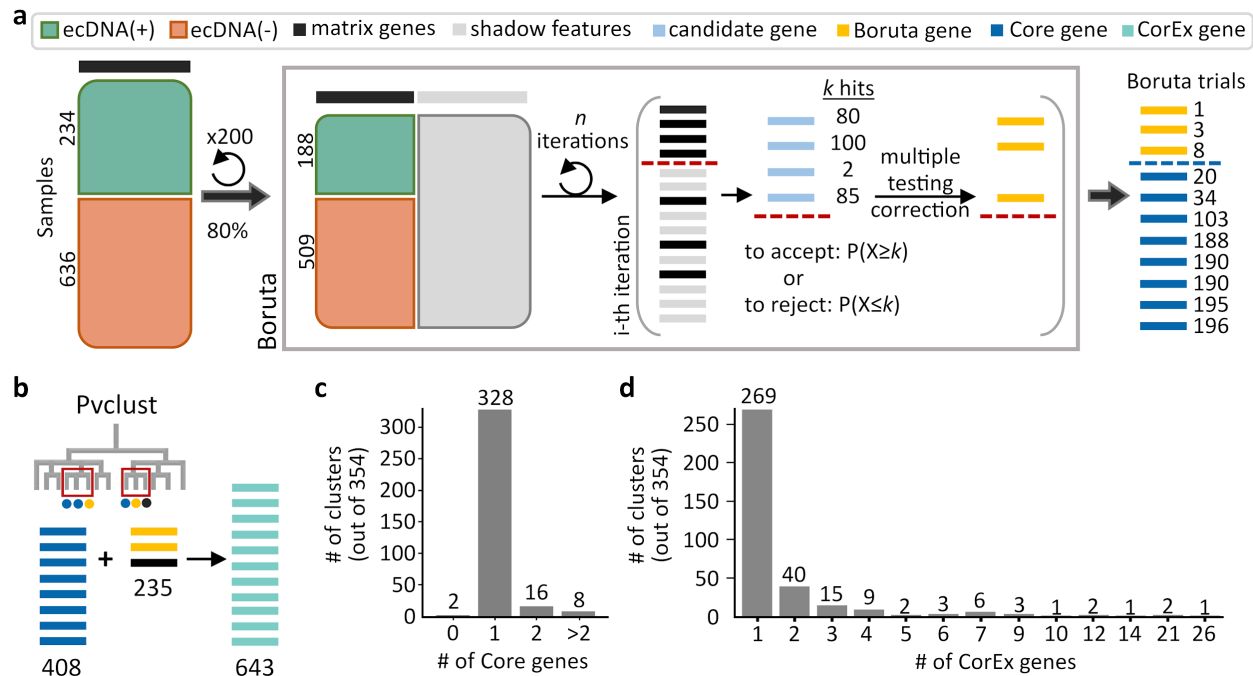 a
ecDNA(+) ecDNA(-) matrix genes shadow features candidate gene Boruta gene Core gene CorEx gene
Samples
234
636
x200
80%
Boruta
188
509
n
iterations
i-th iteration
k hits
80
100
2
85
to accept: P(X≥k)
or
to reject: P(X≤k)
multiple
testing
correction
Boruta trials
1
3
8
20
34
103
188
190
190
195
196
b
Pvclust
+
408
235
643
c
# of clusters
(out of 354)
300
250
200
150
100
50
0
2
328
16
8
0 1 2 >2
# of Core genes
d
# of clusters
(out of 354)
250
200
150
100
50
0
269
40
15
9
2
3
6
3
1
2
1
2
1
1 2 3 4 5 6 7 9 10 12 14 21 26
# of CorEx genes